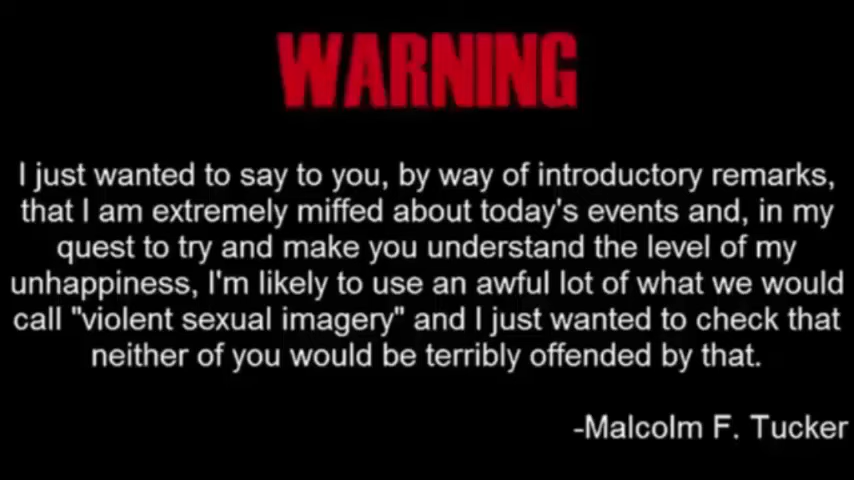 WARNING
I just wanted to say to you, by way of introductory remarks,
that I am extremely miffed about today's events and, in my
quest to try and make you understand the level of my
unhappiness, I'm likely to use an awful lot of what we would
call "violent sexual imagery" and I just wanted to check that
neither of you would be terribly offended by that.
-Malcolm F. Tucker